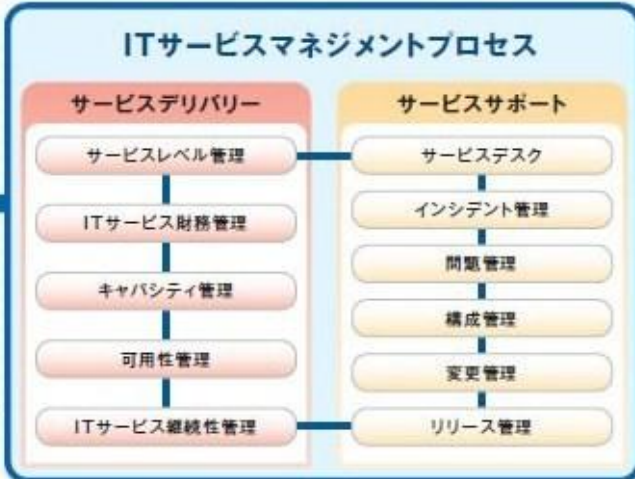 ITサービスマネジメントプロセス
サービスデリバリー
サービスレベル管理
ITサービス財務管理
キャパシティ管理
可用性管理
ITサービス継続性管理
サービスサポート
サービスデスク
インシデント管理
問題管理
構成管理
変更管理
リリース管理